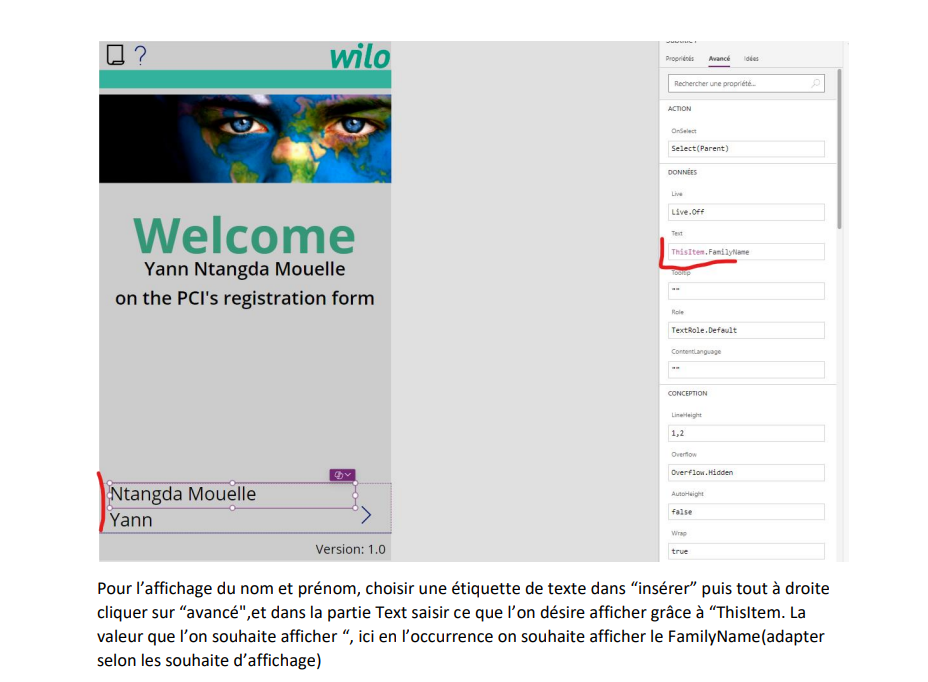 ?
wilo
Welcome
Yann Ntangda Mouelle
on the PCI's registration form
Ntangda Mouelle
Yann
Version: 1.0
Propriétés Avancé Idées
Rechercher une propriété...
ACTION
OnSelect
Select(Parent)
DONNÉES
Live
Live.Off
Text
ThisItem.FamilyName
Tooltip
""
Role
TextRole.Default
ContentLanguage
""
CONCEPTION
LineHeight
1,2
Overflow
Overflow.Hidden
AutoHeight
false
Wrap
true
Pour l’affichage du nom et prénom, choisir une étiquette de texte dans “insérer” puis tout à droite
cliquer sur “avancé",et dans la partie Text saisir ce que l’on désire afficher grâce à “ThisItem. La
valeur que l’on souhaite afficher “, ici en l’occurrence on souhaite afficher le FamilyName(adapter
selon les souhaite d’affichage)